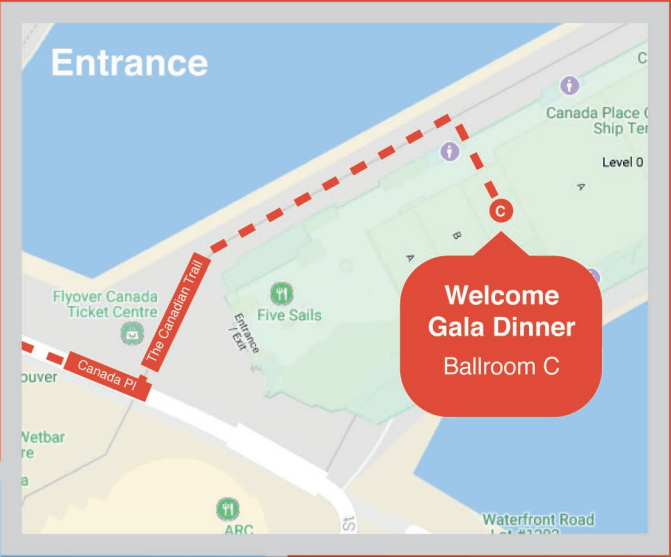 Entrance
C
Canada Place C
Ship Ter
Level 0
A
C
B
A
The Canadian Trail
Flyover Canada
Ticket Centre
Five Sails
Entrance
/ Exit
Welcome
Gala Dinner
Ballroom C
Canada Pl
ouver
Wetbar
re
a
ARC
St
Waterfront Road
Lot #1202